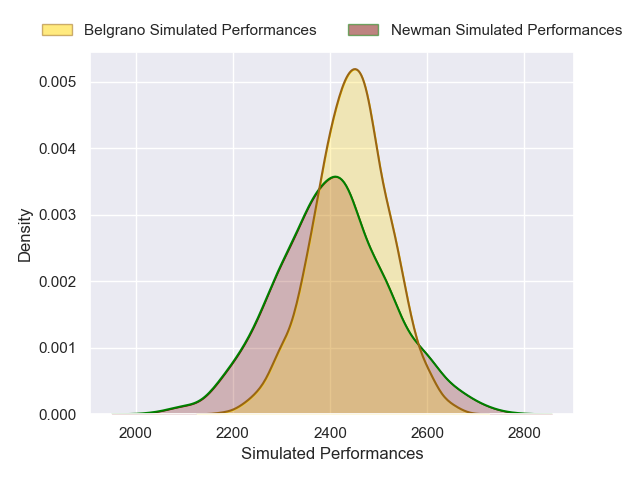 Belgrano Simulated Performances
Newman Simulated Performances
0.005
0.004
0.003
0.002
0.001
0.000
Density
2000
2200
2400
2600
2800
Simulated Performances